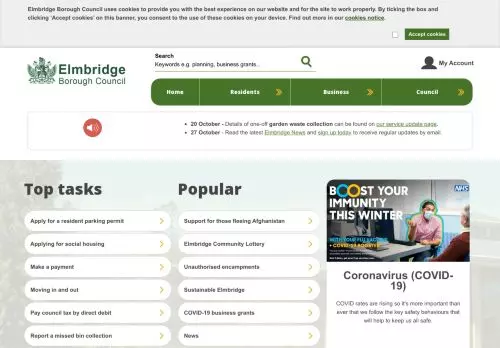 Elmbridge Borough Council uses cookies to provide you with the best experience on our website and for the site to work properly. By ticking the box and
clicking 'Accept cookies' on this banner, you consent to the use of these cookies on your device. Find out more in our cookies notice.
Accept cookies
Elmbridge
Borough Council
Search
Keywords e.g. planning, business grants..
My Account
Home
Residents
Business
Council
20 October - Details of one-off garden waste collection can be found on our service update page.
27 October - Read the latest Elmbridge News and sign up today to receive regular updates by email.
Top tasks
Apply for a resident parking permit
Applying for social housing
Make a payment
Moving in and out
Pay council tax by direct debit
Report a missed bin collection
Popular
Support for those fleeing Afghanistan
Elmbridge Community Lottery
Unauthorised encampments
Sustainable Elmbridge
COVID-19 business grants
News
BOOST YOUR
IMMUNITY
THIS WINTER
NHS
Coronavirus (COVID-
19)
COVID rates are rising so it's more important than
ever that we follow the key safety behaviours
that will help to keep us all safe.